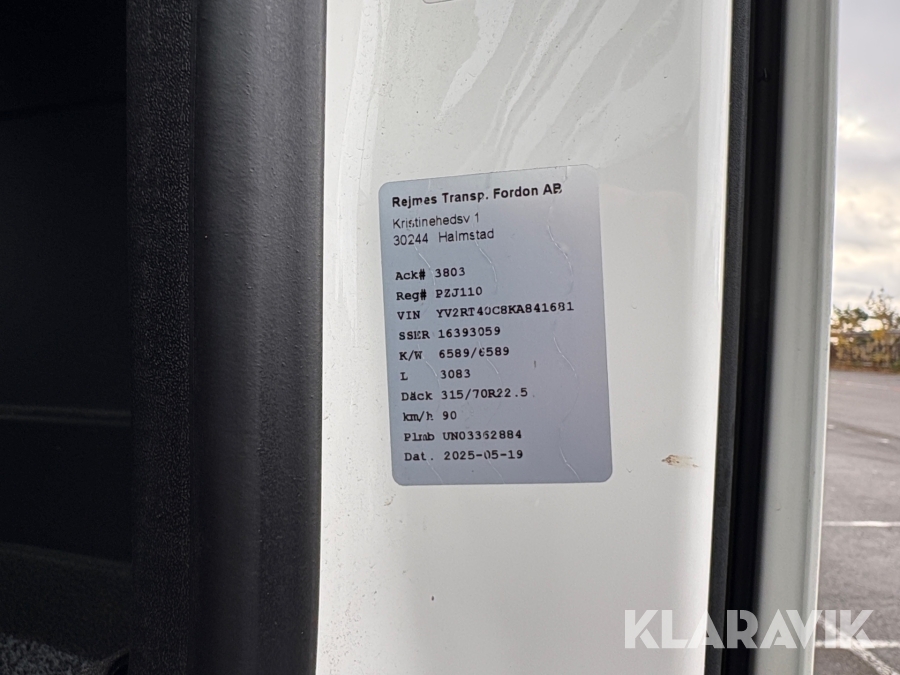 Rejmes Transp. Fordon AB
Kristinehedsv 1
30244 Halmstad
Ack# 3803
Reg# PZJ110
VIN YV2RT40C8KA841681
SSER 16393059
K/W 6589/6589
L 3083
Däck 315/70R22.5
km/h 90
Plmb UN03362884
Dat. 2025-05-19
KLARAVIK